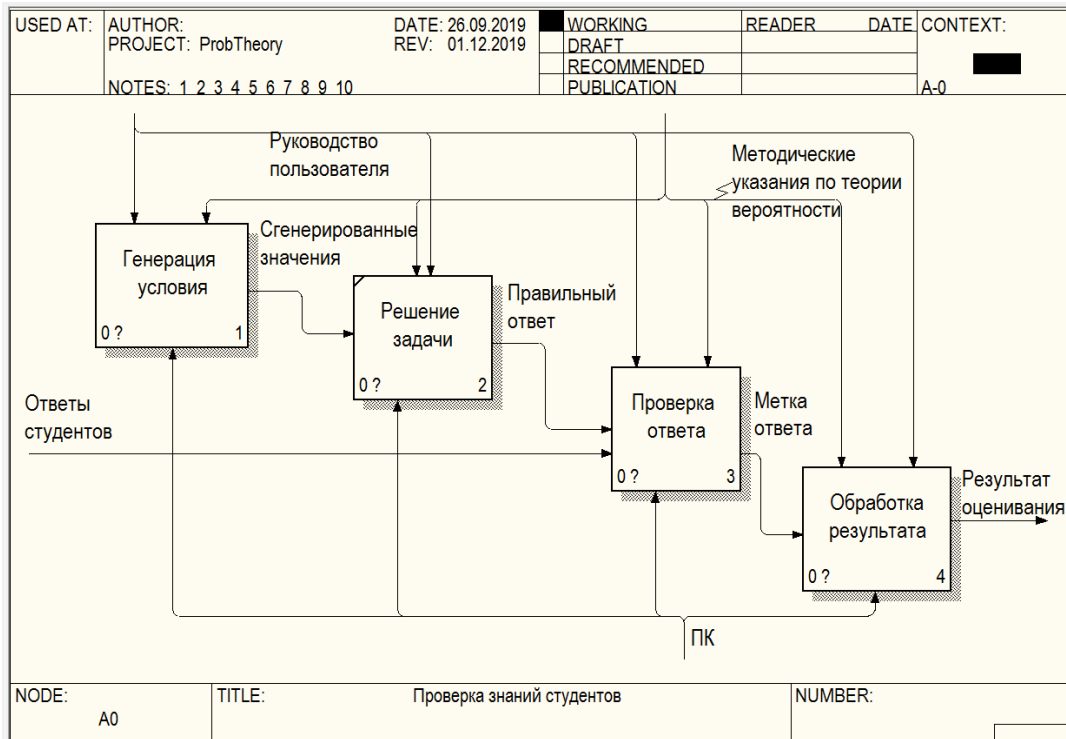 USED AT:
AUTHOR:
DATE: 26.09.2019
PROJECT: ProbTheory
REV: 01.12.2019
NOTES: 1 2 3 4 5 6 7 8 9 10
WORKING
DRAFT
RECOMMENDED
PUBLICATION
READER
DATE
CONTEXT:
A-0
Руководство
пользователя
Методические
указания по теории
вероятности
Генерация
условия
0 ?
1
Сгенерированные
значения
Решение
задачи
0 ?
2
Правильный
ответ
Ответы
студентов
Проверка
ответа
0 ?
3
Метка
ответа
Обработка
результата
0 ?
4
Результат
оценивания
ПК
NODE:
A0
TITLE:
Проверка знаний студентов
NUMBER: